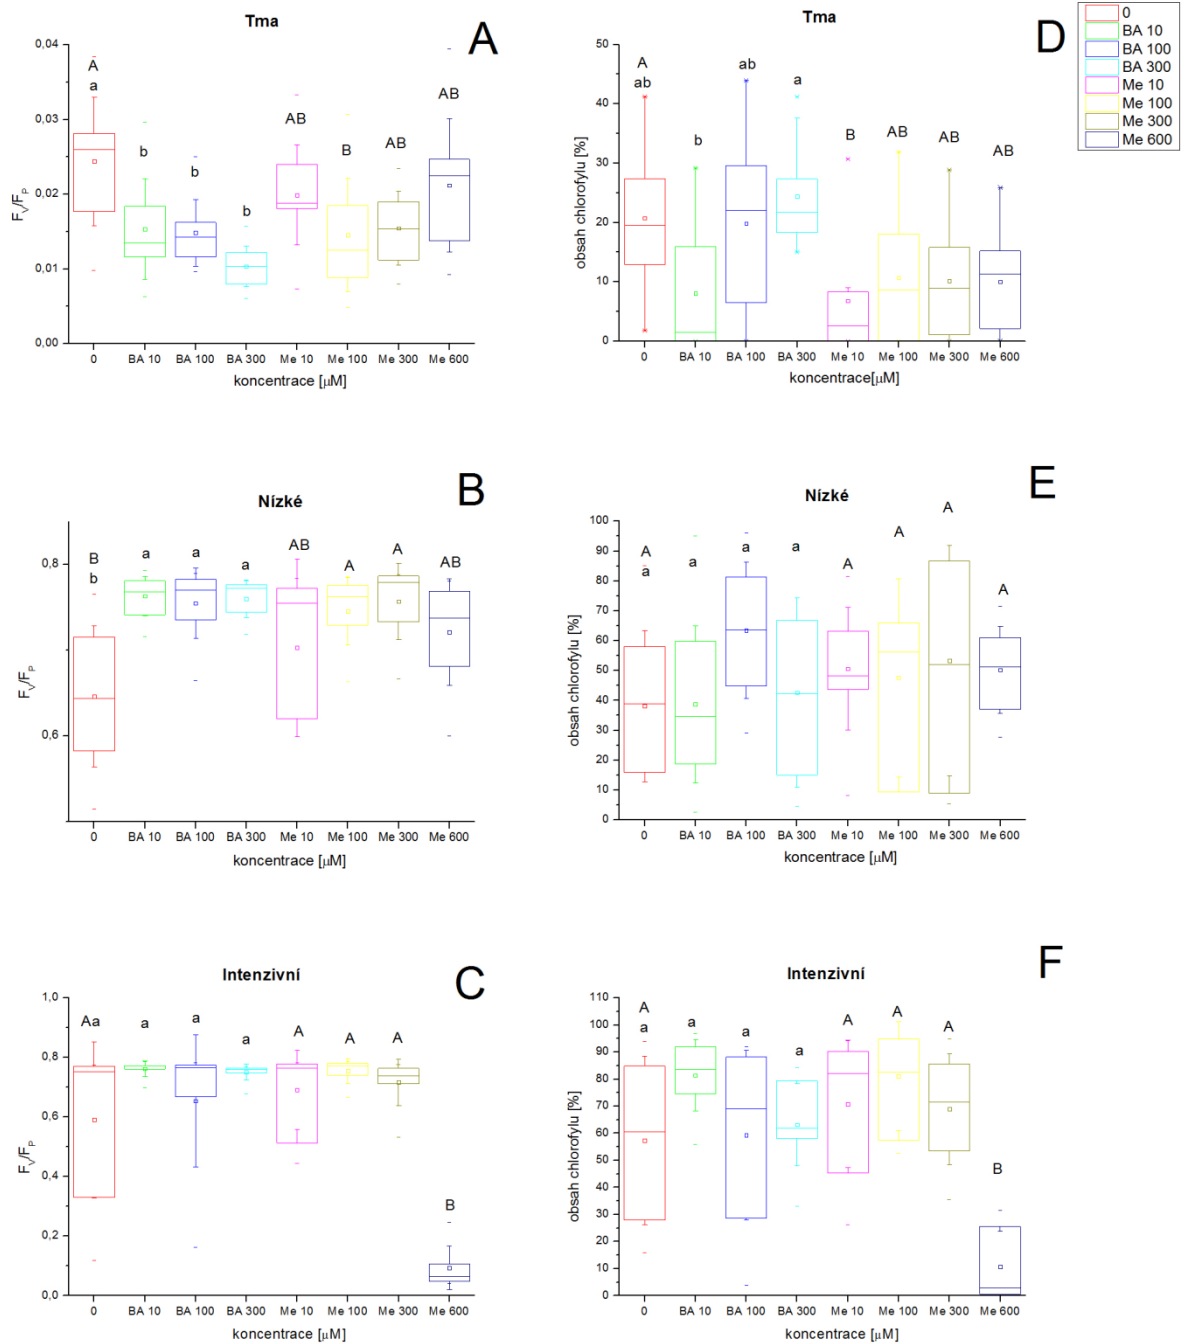 Tma
A
0,04
0,03
0,02
0,01
0,00
F_V/F_P
A
a
b
b
b
AB
B
AB
AB
0
BA 10
BA 100
BA 300
Me 10
Me 100
Me 300
Me 600
koncentrace [µM]
Tma
D
50
40
30
20
10
0
obsah chlorofylu [%]
A
ab
b
ab
a
B
AB
AB
AB
0
BA 10
BA 100
BA 300
Me 10
Me 100
Me 300
Me 600
koncentrace[µM]
0
BA 10
BA 100
BA 300
Me 10
Me 100
Me 300
Me 600
Nízké
B
0,8
0,6
F_V/F_P
B
b
a
a
a
AB
A
A
AB
0
BA 10
BA 100
BA 300
Me 10
Me 100
Me 300
Me 600
koncentrace [µM]
Nízké
E
100
90
80
70
60
50
40
30
20
10
0
obsah chlorofylu [%]
A
a
a
a
a
A
A
A
A
0
BA 10
BA 100
BA 300
Me 10
Me 100
Me 300
Me 600
koncentrace [µM]
Intenzivní
C
1,0
0,8
0,6
0,4
0,2
0,0
F_V/F_P
Aa
a
a
a
A
A
A
B
0
BA 10
BA 100
BA 300
Me 10
Me 100
Me 300
Me 600
koncentrace [µM]
Intenzivní
F
110
100
90
80
70
60
50
40
30
20
10
0
obsah chlorofylu [%]
A
a
a
a
a
A
A
A
B
0
BA 10
BA 100
BA 300
Me 10
Me 100
Me 300
Me 600
koncentrace [µM]